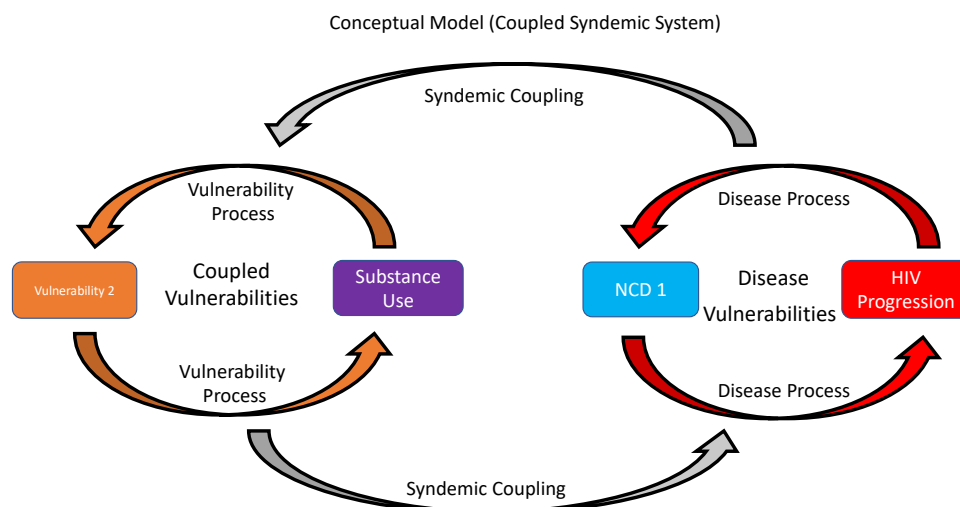 Conceptual Model (Coupled Syndemic System)
Syndemic Coupling
Vulnerability
Process
Disease Process
Vulnerability 2
Coupled
Vulnerabilities
Substance
Use
NCD 1
Disease
Vulnerabilities
HIV
Progression
Vulnerability
Process
Disease Process
Syndemic Coupling